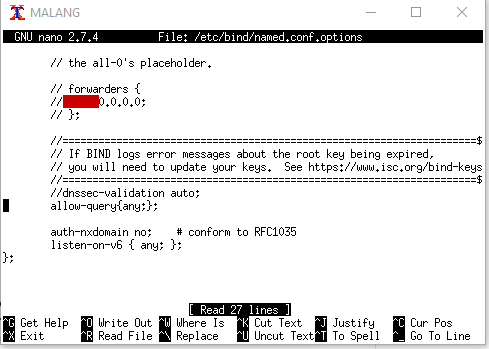 MALANG
GNU nano 2.7.4 File: /etc/bind/named.conf.options
// the all-0's placeholder.
// forwarders {
// 0.0.0.0;
// };
//=====================================================================$
// If BIND logs error messages about the root key being expired,
// you will need to update your keys. See https://www.isc.org/bind-keys
//=====================================================================$
//dnssec-validation auto;
allow-query{any;};
auth-nxdomain no; # conform to RFC1035
listen-on-v6 { any; };
};
[ Read 27 lines ]
^G Get Help ^O Write Out ^W Where Is ^K Cut Text ^J Justify ^C Cur Pos
^X Exit ^R Read File ^\ Replace ^U Uncut Text ^T To Spell ^_ Go To Line